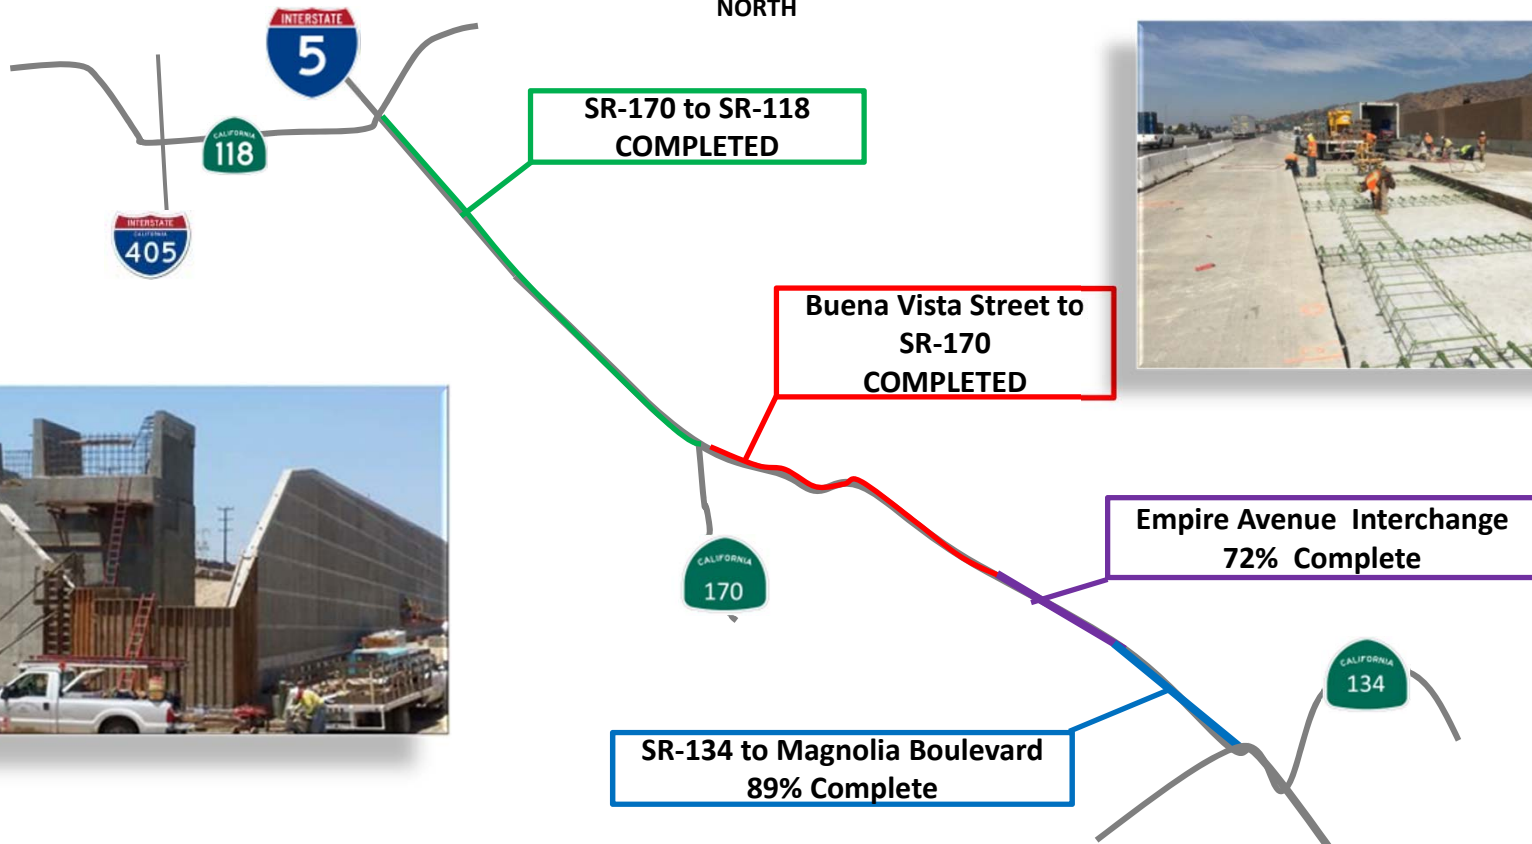 NORTH
INTERSTATE
5
SR-170 to SR-118
COMPLETED
CALIFORNIA
118
INTERSTATE
CALIFORNIA
405
Buena Vista Street to
SR-170
COMPLETED
Empire Avenue  Interchange
72%  Complete
CALIFORNIA
170
CALIFORNIA
134
SR-134 to Magnolia Boulevard
89% Complete